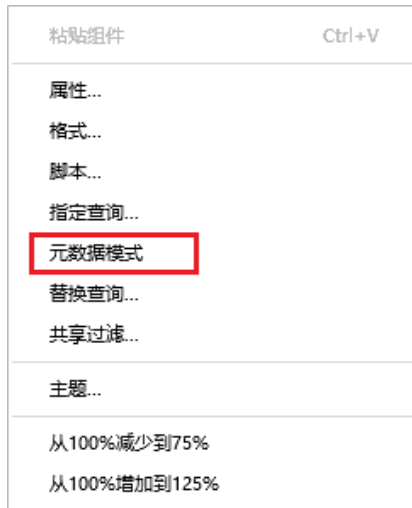 粘贴组件 Ctrl+V
属性...
格式...
脚本...
指定查询...
元数据模式
替换查询...
共享过滤...
主题...
从100%减少到75%
从100%增加到125%